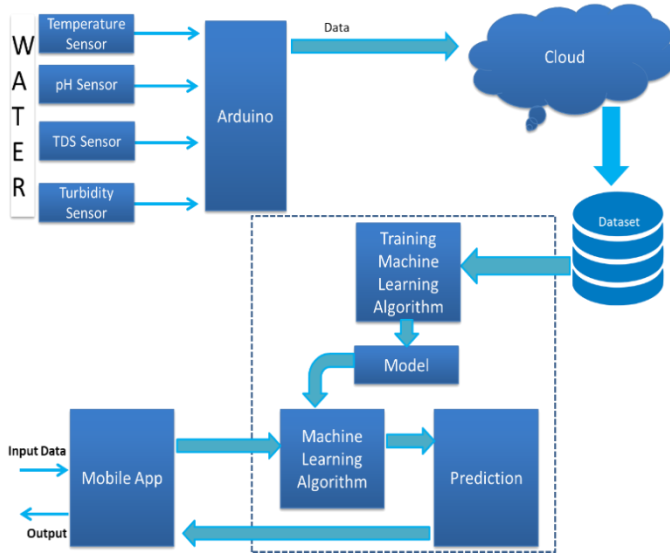 WATER
Temperature
Sensor
pH Sensor
TDS Sensor
Turbidity
Sensor
Arduino
Data
Cloud
Dataset
Training
Machine
Learning
Algorithm
Model
Machine
Learning
Algorithm
Prediction
Input Data
Mobile App
Output